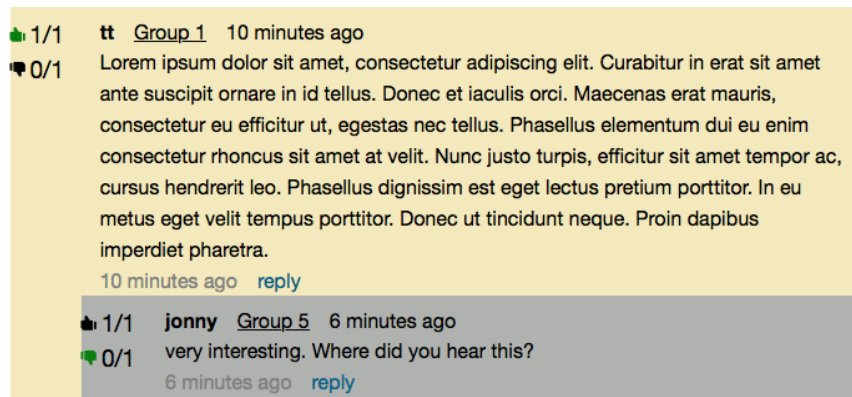 1/1 tt Group 1 10 minutes ago
0/1 Lorem ipsum dolor sit amet, consectetur adipiscing elit. Curabitur in erat sit amet
ante suscipit ornare in id tellus. Donec et iaculis orci. Maecenas erat mauris,
consectetur eu efficitur ut, egestas nec tellus. Phasellus elementum dui eu enim
consectetur rhoncus sit amet at velit. Nunc justo turpis, efficitur sit amet tempor ac,
cursus hendrerit leo. Phasellus dignissim est eget lectus pretium porttitor. In eu
metus eget velit tempus porttitor. Donec ut tincidunt neque. Proin dapibus
imperdiet pharetra.
10 minutes ago reply
1/1 jonny Group 5 6 minutes ago
0/1 very interesting. Where did you hear this?
6 minutes ago reply